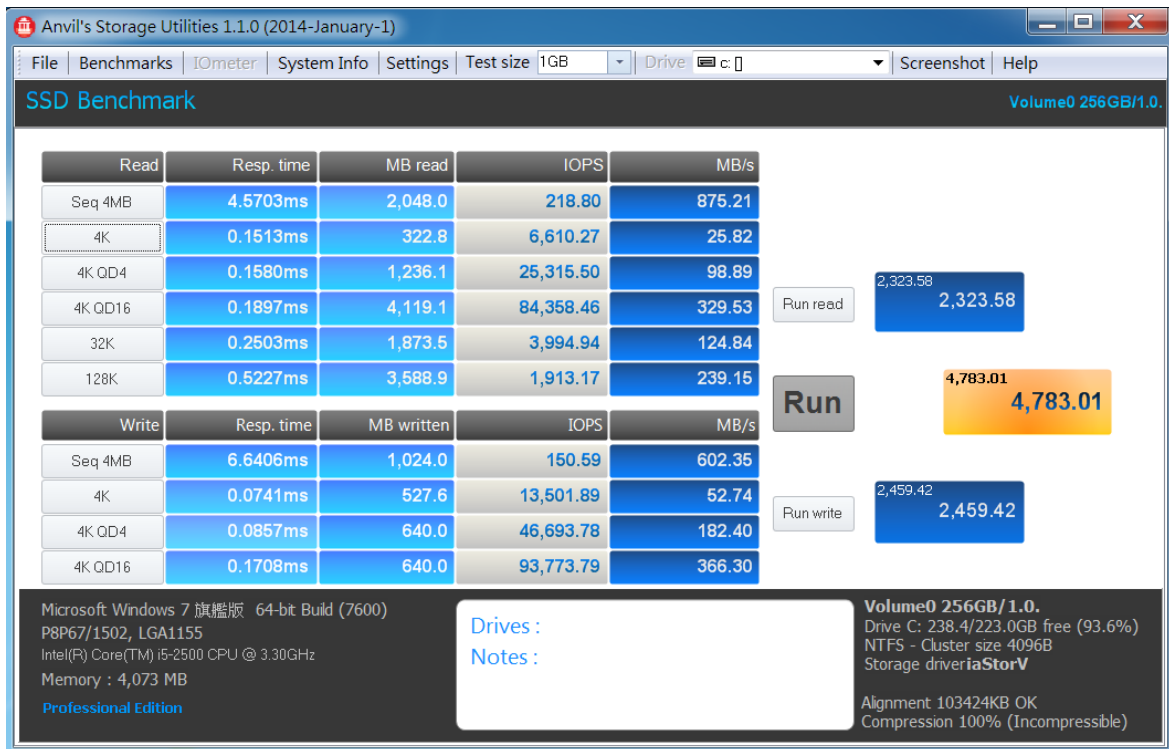 Anvil's Storage Utilities 1.1.0 (2014-January-1)
File Benchmarks IOmeter System Info Settings Test size 1GB Drive c: [] Screenshot Help
SSD Benchmark Volume0 256GB/1.0.
Read Resp. time MB read IOPS MB/s
Seq 4MB 4.5703ms 2,048.0 218.80 875.21
4K 0.1513ms 322.8 6,610.27 25.82
4K QD4 0.1580ms 1,236.1 25,315.50 98.89
4K QD16 0.1897ms 4,119.1 84,358.46 329.53
32K 0.2503ms 1,873.5 3,994.94 124.84
128K 0.5227ms 3,588.9 1,913.17 239.15
Run read
2,323.58
2,323.58
Run
4,783.01
4,783.01
Write Resp. time MB written IOPS MB/s
Seq 4MB 6.6406ms 1,024.0 150.59 602.35
4K 0.0741ms 527.6 13,501.89 52.74
4K QD4 0.0857ms 640.0 46,693.78 182.40
4K QD16 0.1708ms 640.0 93,773.79 366.30
Run write
2,459.42
2,459.42
Microsoft Windows 7 旗艦版 64-bit Build (7600)
P8P67/1502, LGA1155
Intel(R) Core(TM) i5-2500 CPU @ 3.30GHz
Memory : 4,073 MB
Professional Edition
Drives :
Notes :
Volume0 256GB/1.0.
Drive C: 238.4/223.0GB free (93.6%)
NTFS - Cluster size 4096B
Storage driveriaStorV
Alignment 103424KB OK
Compression 100% (Incompressible)